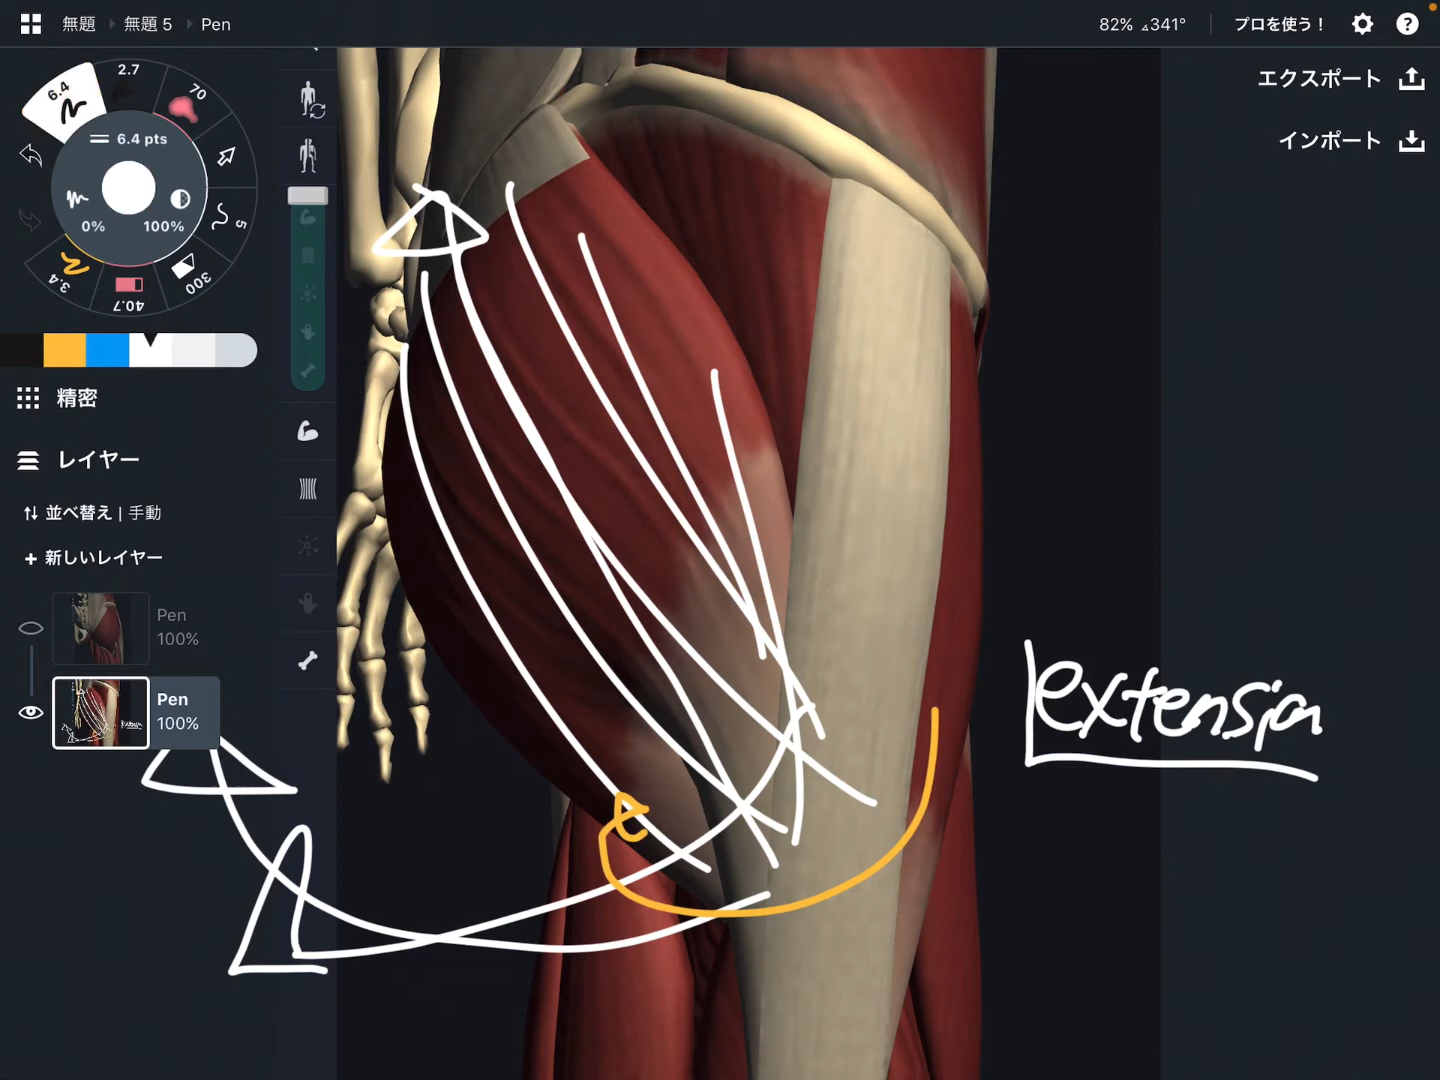 無題 無題 5 Pen
82% ⊿341°
プロを使う！
エクスポート
インポート
6.4
2.7
70
5
300
40.7
3.4
6.4 pts
0%
100%
精密
レイヤー
並べ替え | 手動
+ 新しいレイヤー
Pen
100%
Pen
100%
extension